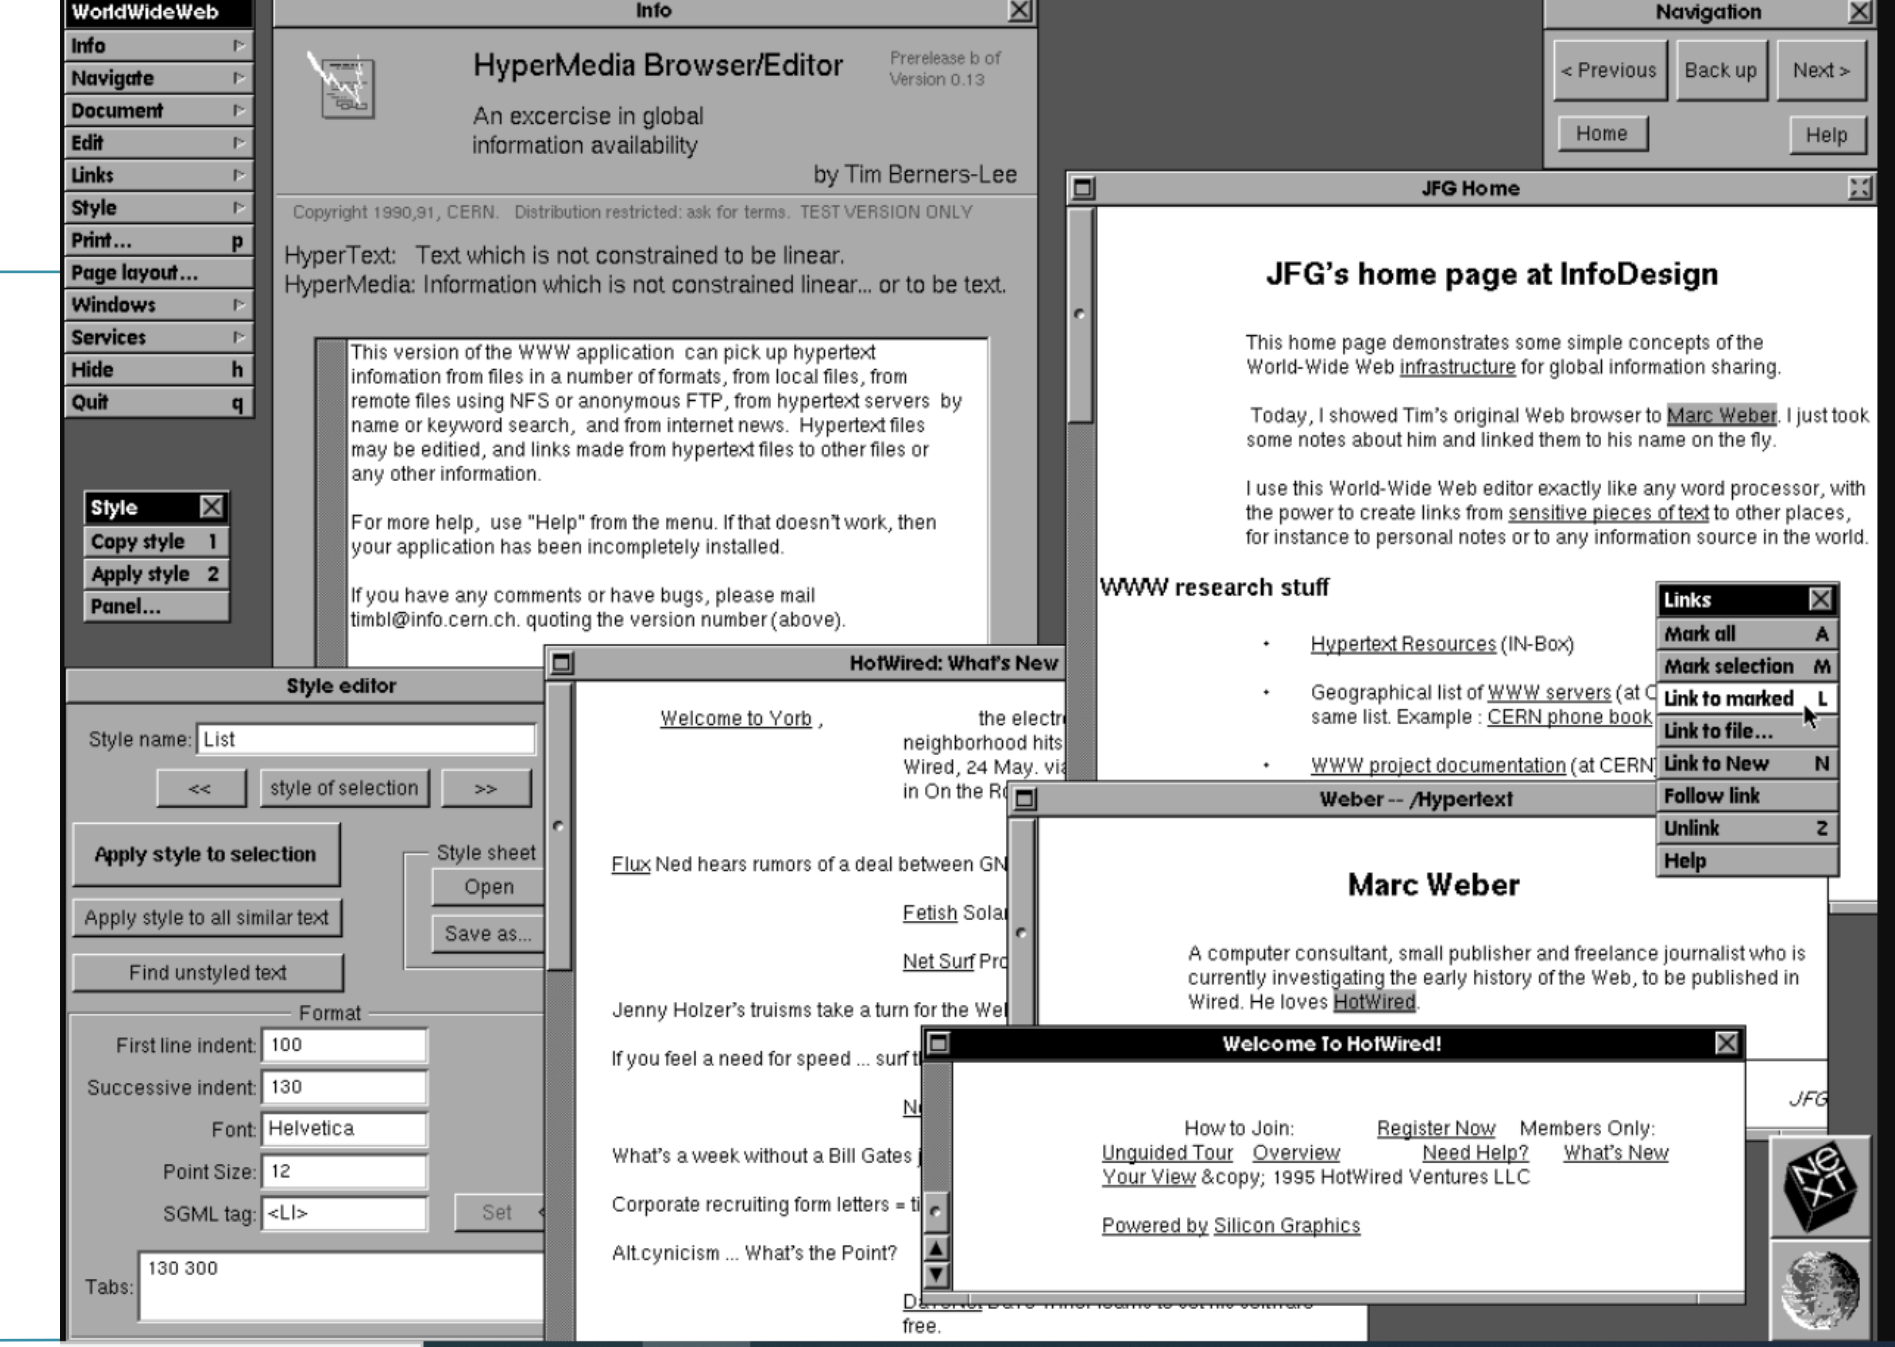 WorldWideWeb
Info
Navigate
Document
Edit
Links
Style
Print... p
Page layout...
Windows
Services
Hide h
Quit q
Style
Copy style 1
Apply style 2
Panel...
Info
HyperMedia Browser/Editor
Prerelease b of
Version 0.13
An excercise in global
information availability
by Tim Berners-Lee
Copyright 1990,91, CERN. Distribution restricted: ask for terms. TEST VERSION ONLY
HyperText: Text which is not constrained to be linear.
HyperMedia: Information which is not constrained linear... or to be text.
This version of the WWW application can pick up hypertext
infomation from files in a number of formats, from local files, from
remote files using NFS or anonymous FTP, from hypertext servers by
name or keyword search, and from internet news. Hypertext files
may be editied, and links made from hypertext files to other files or
any other information.
For more help, use "Help" from the menu. If that doesn't work, then
your application has been incompletely installed.
If you have any comments or have bugs, please mail
timbl@info.cern.ch. quoting the version number (above).
Navigation
< Previous Back up Next >
Home Help
JFG Home
JFG's home page at InfoDesign
This home page demonstrates some simple concepts of the
World-Wide Web infrastructure for global information sharing.
Today, I showed Tim's original Web browser to Marc Weber. I just took
some notes about him and linked them to his name on the fly.
I use this World-Wide Web editor exactly like any word processor, with
the power to create links from sensitive pieces of text to other places,
for instance to personal notes or to any information source in the world.
WWW research stuff
• Hypertext Resources (IN-Box)
• Geographical list of WWW servers (at C
same list. Example : CERN phone book
• WWW project documentation (at CERN)
Links
Mark all A
Mark selection M
Link to marked L
Link to file...
Link to New N
Follow link
Unlink Z
Help
Style editor
Style name: List
<< style of selection >>
Apply style to selection
Apply style to all similar text
Find unstyled text
Style sheet
Open
Save as...
Format
First line indent: 100
Successive indent: 130
Font: Helvetica
Point Size: 12
SGML tag: <LI>
Set
Tabs: 130 300
HotWired: What's New
Welcome to Yorb , the electr
neighborhood hits
Wired, 24 May. via
in On the Ro
Flux Ned hears rumors of a deal between GN
Fetish Sola
Net Surf Pro
Jenny Holzer's truisms take a turn for the We
If you feel a need for speed ... surf t
Ne
What's a week without a Bill Gates j
Corporate recruiting form letters = ti
Alt.cynicism ... What's the Point?
free.
Weber -- /Hypertext
Marc Weber
A computer consultant, small publisher and freelance journalist who is
currently investigating the early history of the Web, to be published in
Wired. He loves HotWired.
JFG
Welcome To HotWired!
How to Join: Register Now Members Only:
Unguided Tour Overview Need Help? What's New
Your View &copy; 1995 HotWired Ventures LLC
Powered by Silicon Graphics
NeXT